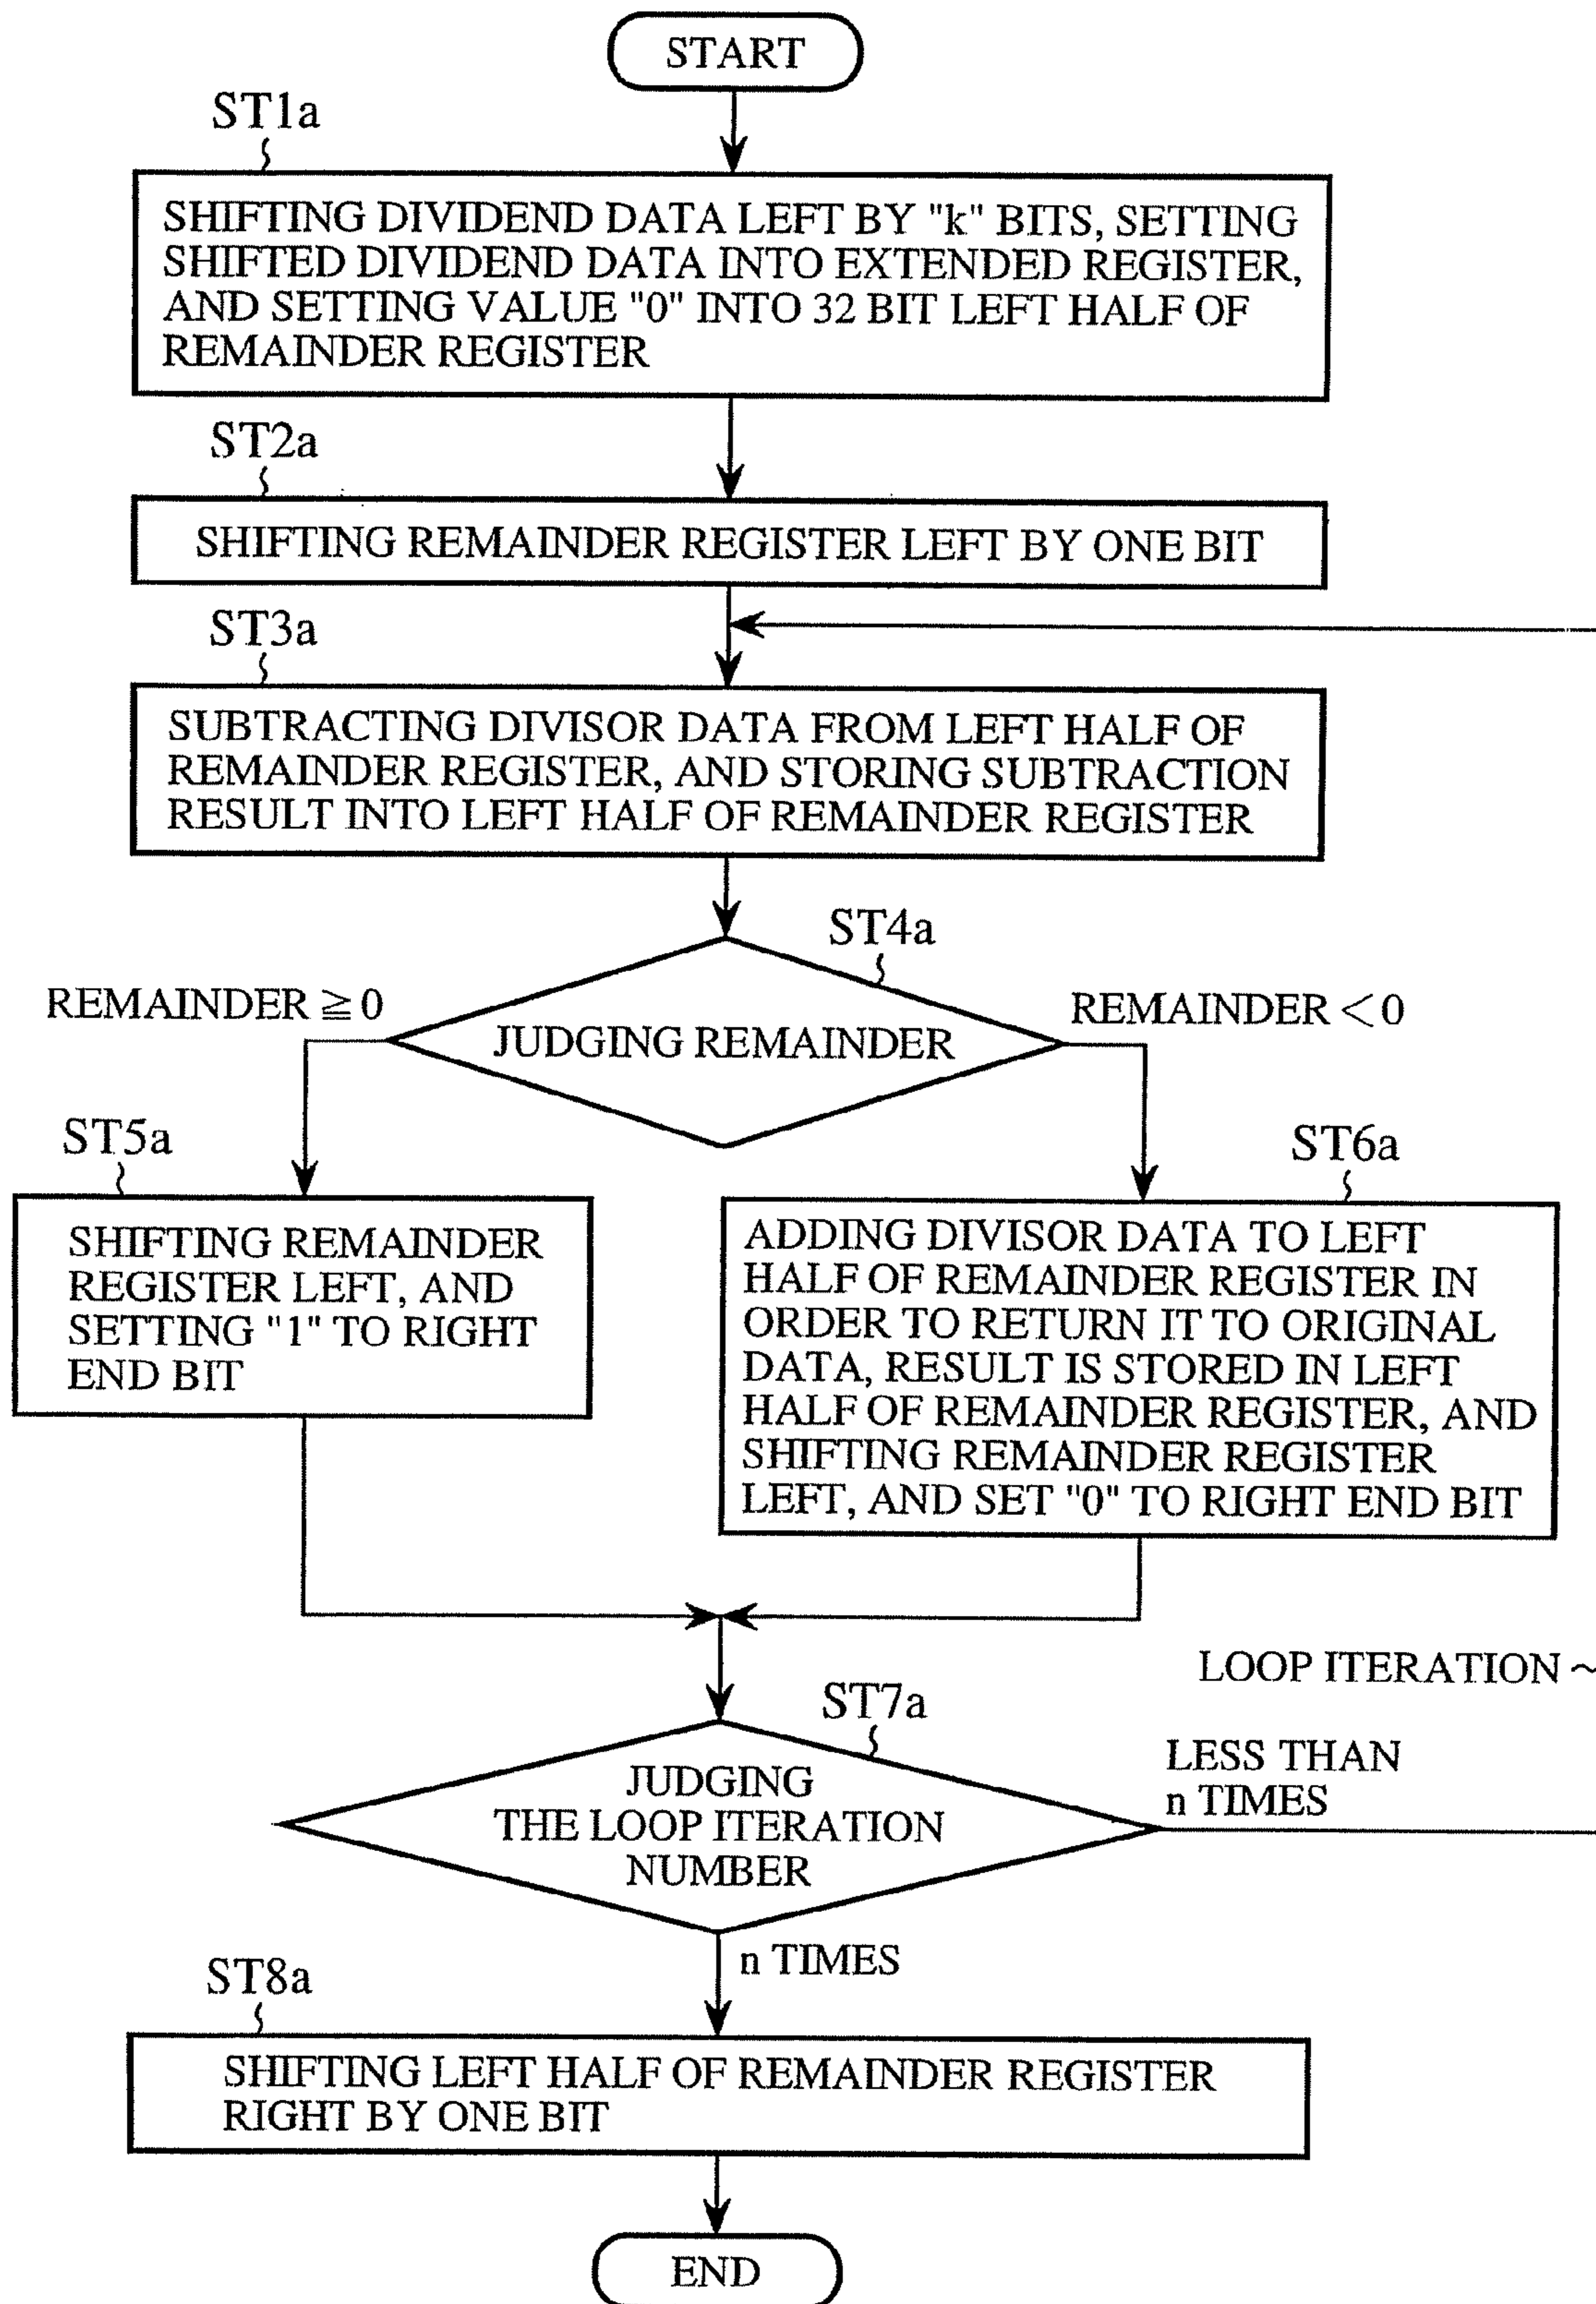 START
ST1a
SHIFTING DIVIDEND DATA LEFT BY "k" BITS, SETTING
SHIFTED DIVIDEND DATA INTO EXTENDED REGISTER,
AND SETTING VALUE "0" INTO 32 BIT LEFT HALF OF
REMAINDER REGISTER
ST2a
SHIFTING REMAINDER REGISTER LEFT BY ONE BIT
ST3a
SUBTRACTING DIVISOR DATA FROM LEFT HALF OF
REMAINDER REGISTER, AND STORING SUBTRACTION
RESULT INTO LEFT HALF OF REMAINDER REGISTER
ST4a
REMAINDER ≧ 0
REMAINDER < 0
JUDGING REMAINDER
ST5a
SHIFTING REMAINDER
REGISTER LEFT, AND
SETTING "1" TO RIGHT
END BIT
ST6a
ADDING DIVISOR DATA TO LEFT
HALF OF REMAINDER REGISTER IN
ORDER TO RETURN IT TO ORIGINAL
DATA, RESULT IS STORED IN LEFT
HALF OF REMAINDER REGISTER, AND
SHIFTING REMAINDER REGISTER
LEFT, AND SET "0" TO RIGHT END BIT
LOOP ITERATION
ST7a
JUDGING
THE LOOP ITERATION
NUMBER
LESS THAN
n TIMES
n TIMES
ST8a
SHIFTING LEFT HALF OF REMAINDER REGISTER
RIGHT BY ONE BIT
END